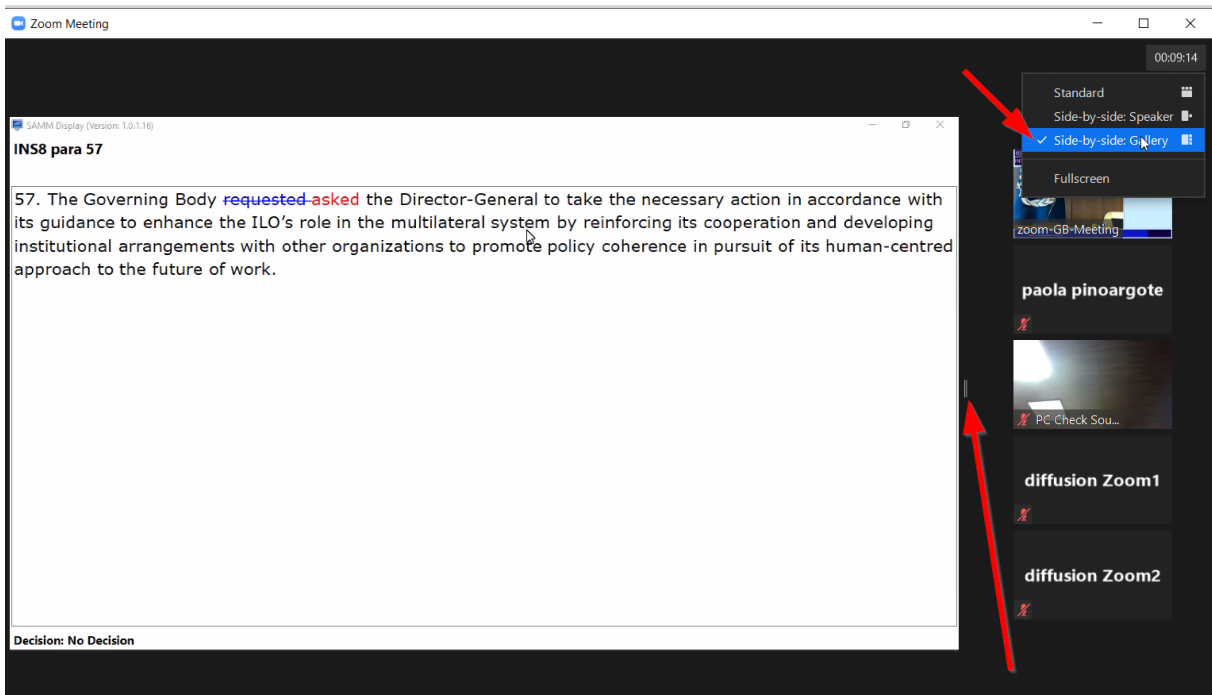 Zoom Meeting
00:09:14
Standard
Side-by-side: Speaker
Side-by-side: Gallery
Fullscreen
SAMM Display (Version: 1.0.1.16)
INS8 para 57
57. The Governing Body requested asked the Director-General to take the necessary action in accordance with
its guidance to enhance the ILO's role in the multilateral system by reinforcing its cooperation and developing
institutional arrangements with other organizations to promote policy coherence in pursuit of its human-centred
approach to the future of work.
Decision: No Decision
zoom-GB-Meeting
paola pinoargote
PC Check Sou...
diffusion Zoom1
diffusion Zoom2